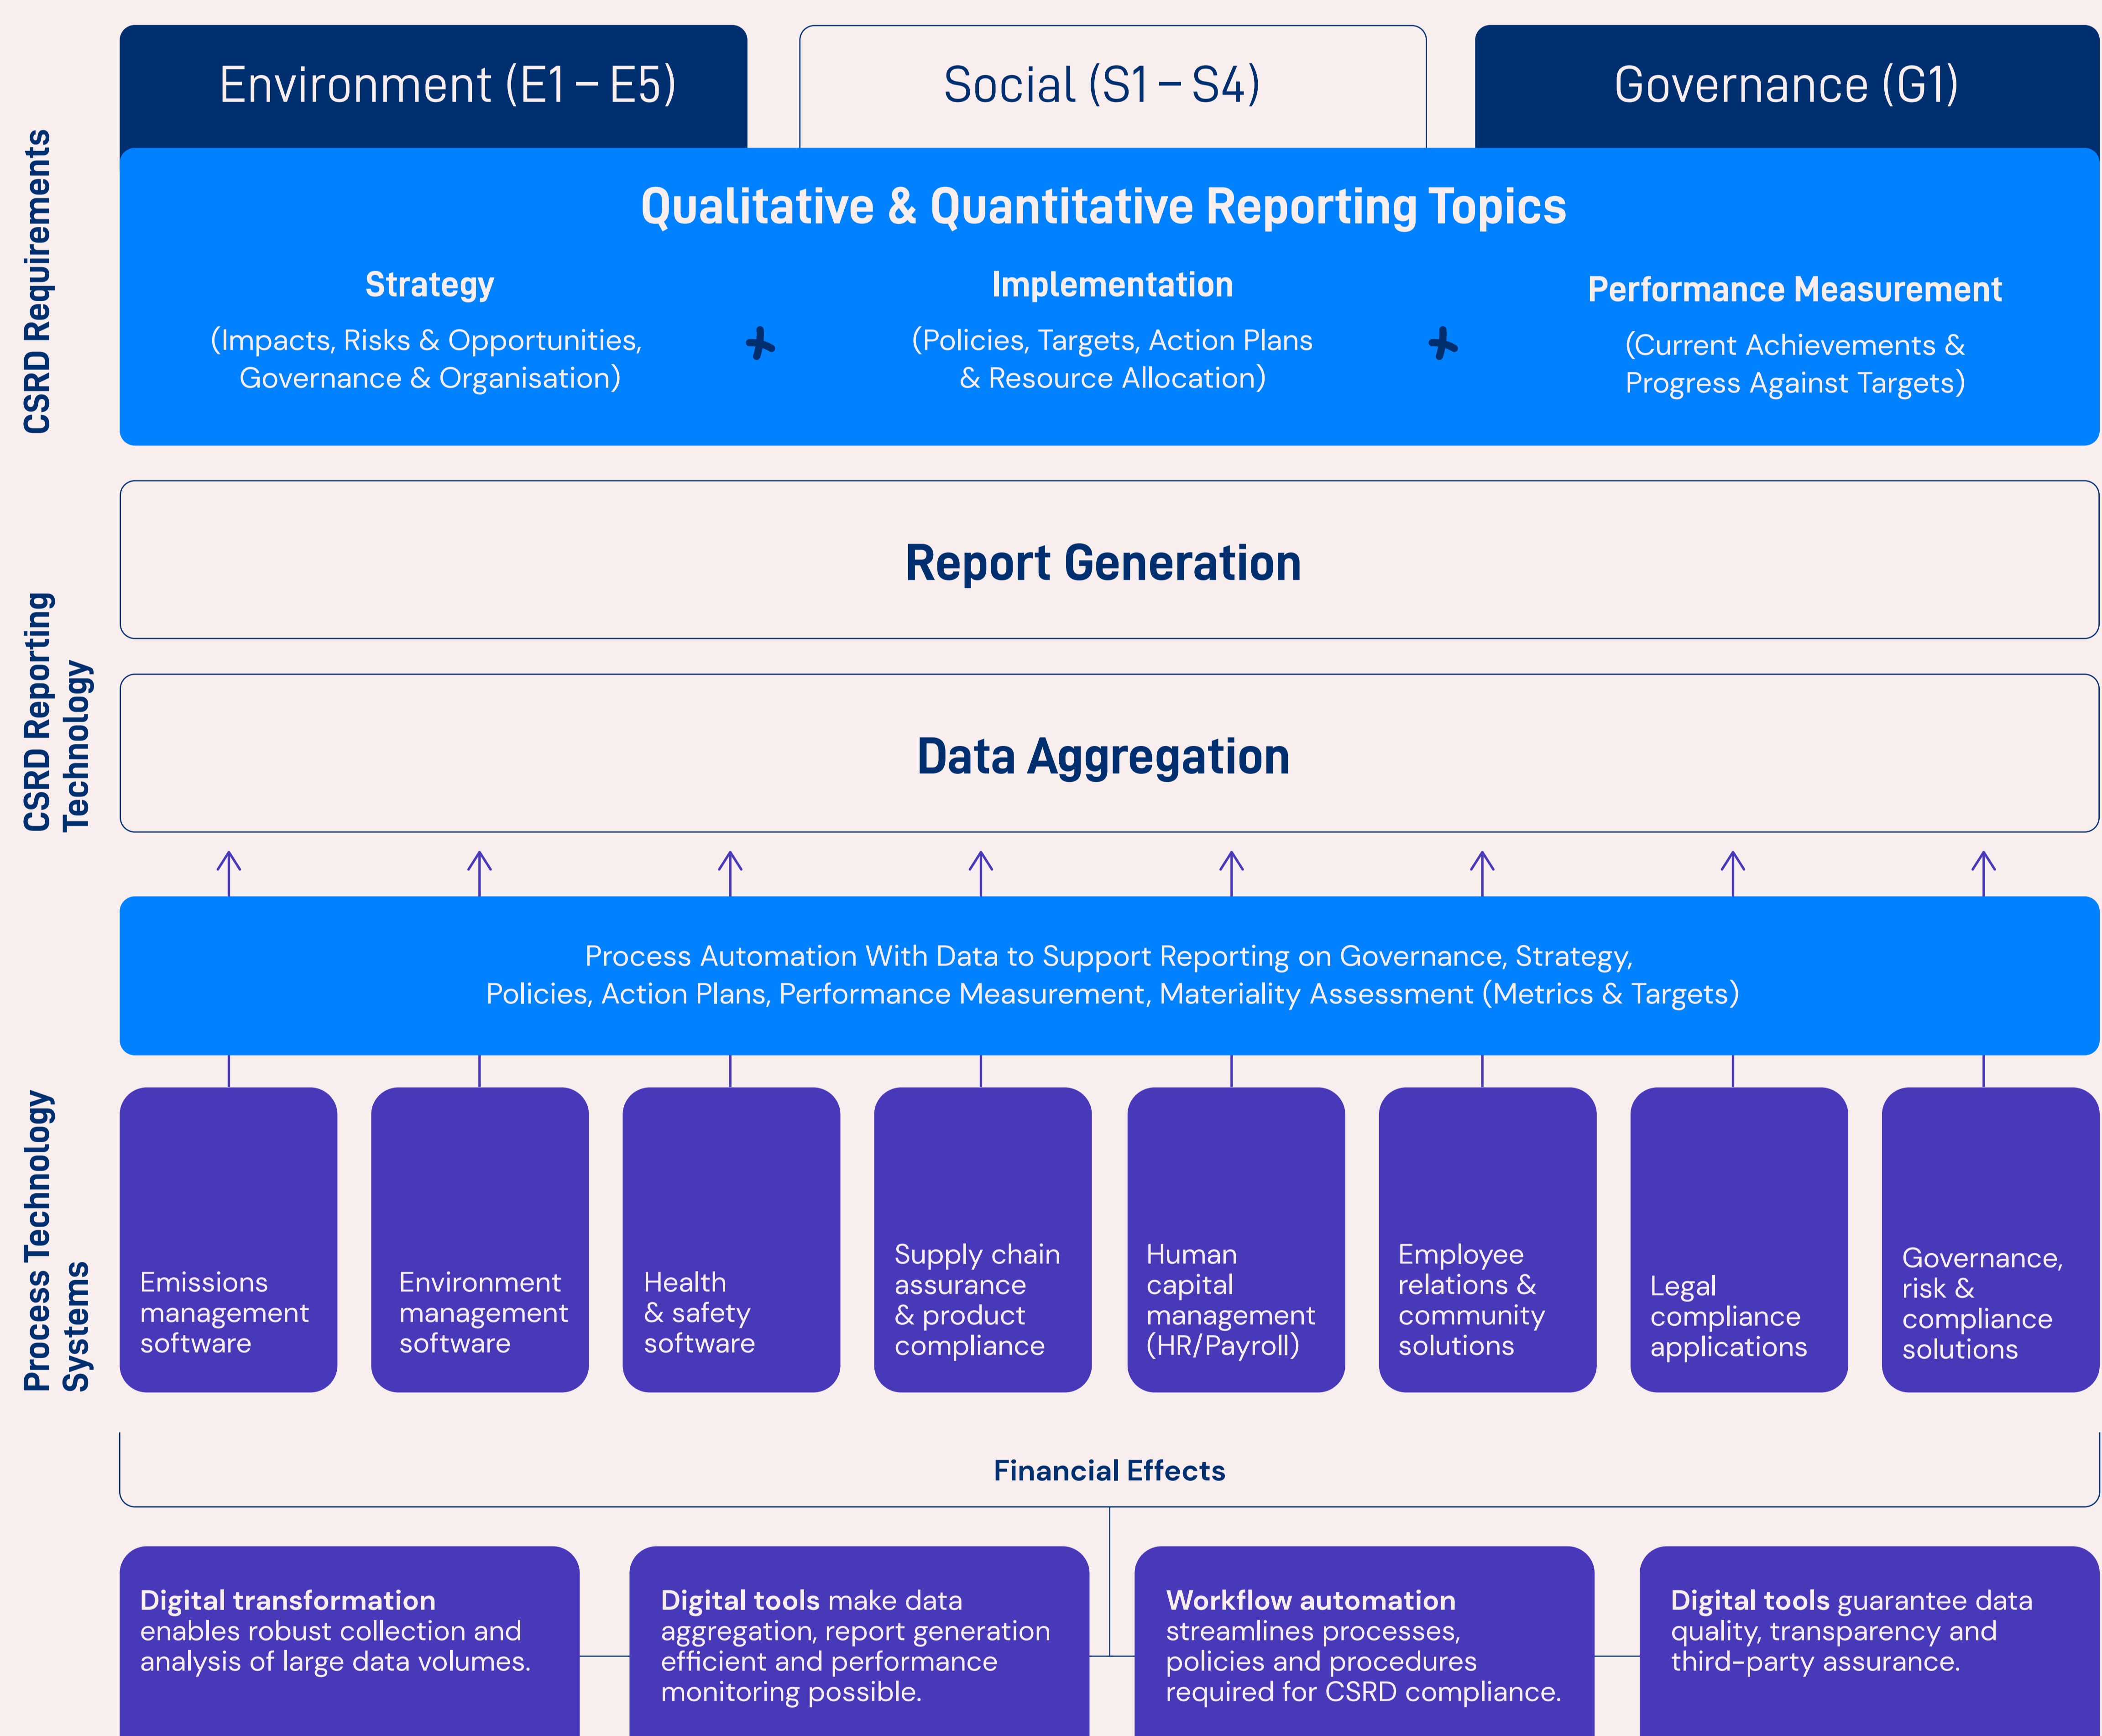 Environment (E1 – E5)
Social (S1 – S4)
Governance (G1)
CSRD Requirements
Qualitative & Quantitative Reporting Topics
Strategy
(Impacts, Risks & Opportunities,
Governance & Organisation)
Implementation
(Policies, Targets, Action Plans
& Resource Allocation)
Performance Measurement
(Current Achievements &
Progress Against Targets)
CSRD Reporting
Technology
Report Generation
Data Aggregation
Process Automation With Data to Support Reporting on Governance, Strategy,
Policies, Action Plans, Performance Measurement, Materiality Assessment (Metrics & Targets)
Process Technology
Systems
Emissions
management
software
Environment
management
software
Health
& safety
software
Supply chain
assurance
& product
compliance
Human
capital
management
(HR/Payroll)
Employee
relations &
community
solutions
Legal
compliance
applications
Governance,
risk &
compliance
solutions
Financial Effects
Digital transformation
enables robust collection and
analysis of large data volumes.
Digital tools make data
aggregation, report generation
efficient and performance
monitoring possible.
Workflow automation
streamlines processes,
policies and procedures
required for CSRD compliance.
Digital tools guarantee data
quality, transparency and
third-party assurance.